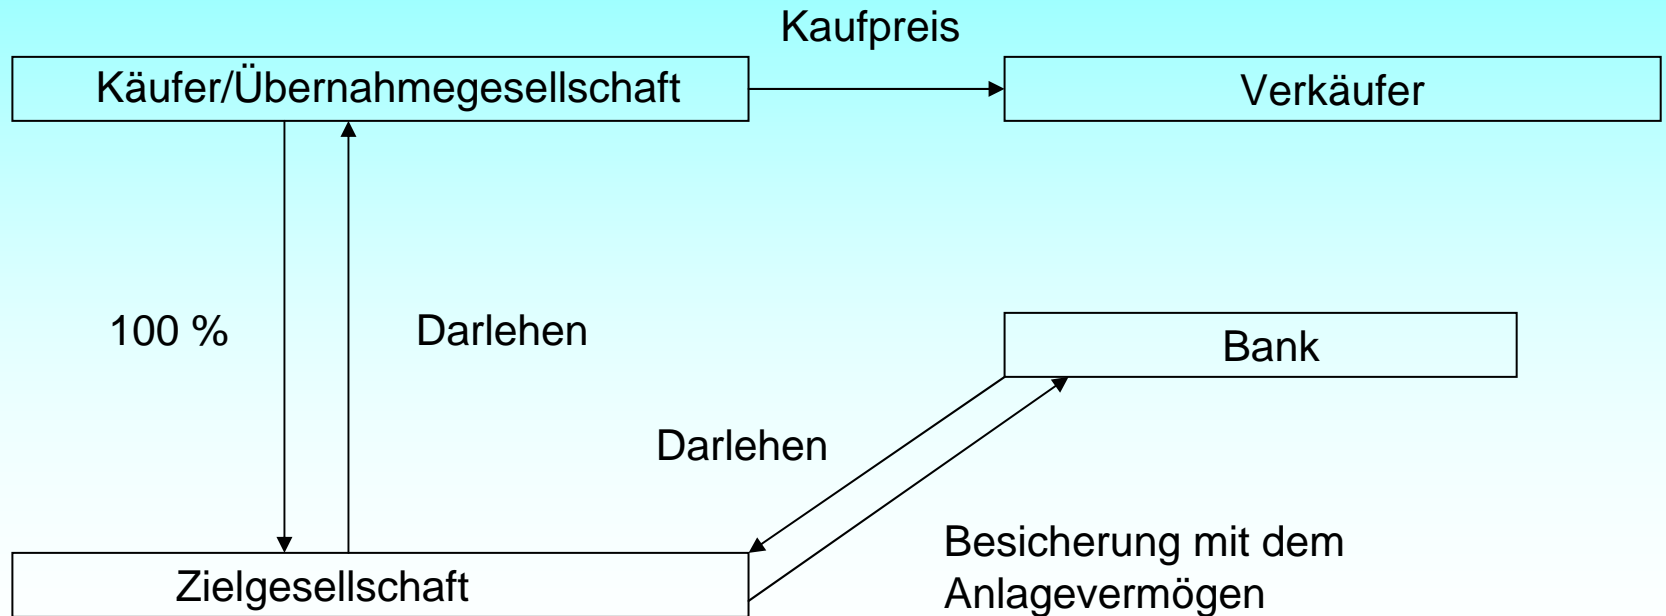 Kaufpreis
Käufer/Übernahmegesellschaft
Verkäufer
100 %
Darlehen
Bank
Darlehen
Besicherung mit dem
Anlagevermögen
Zielgesellschaft